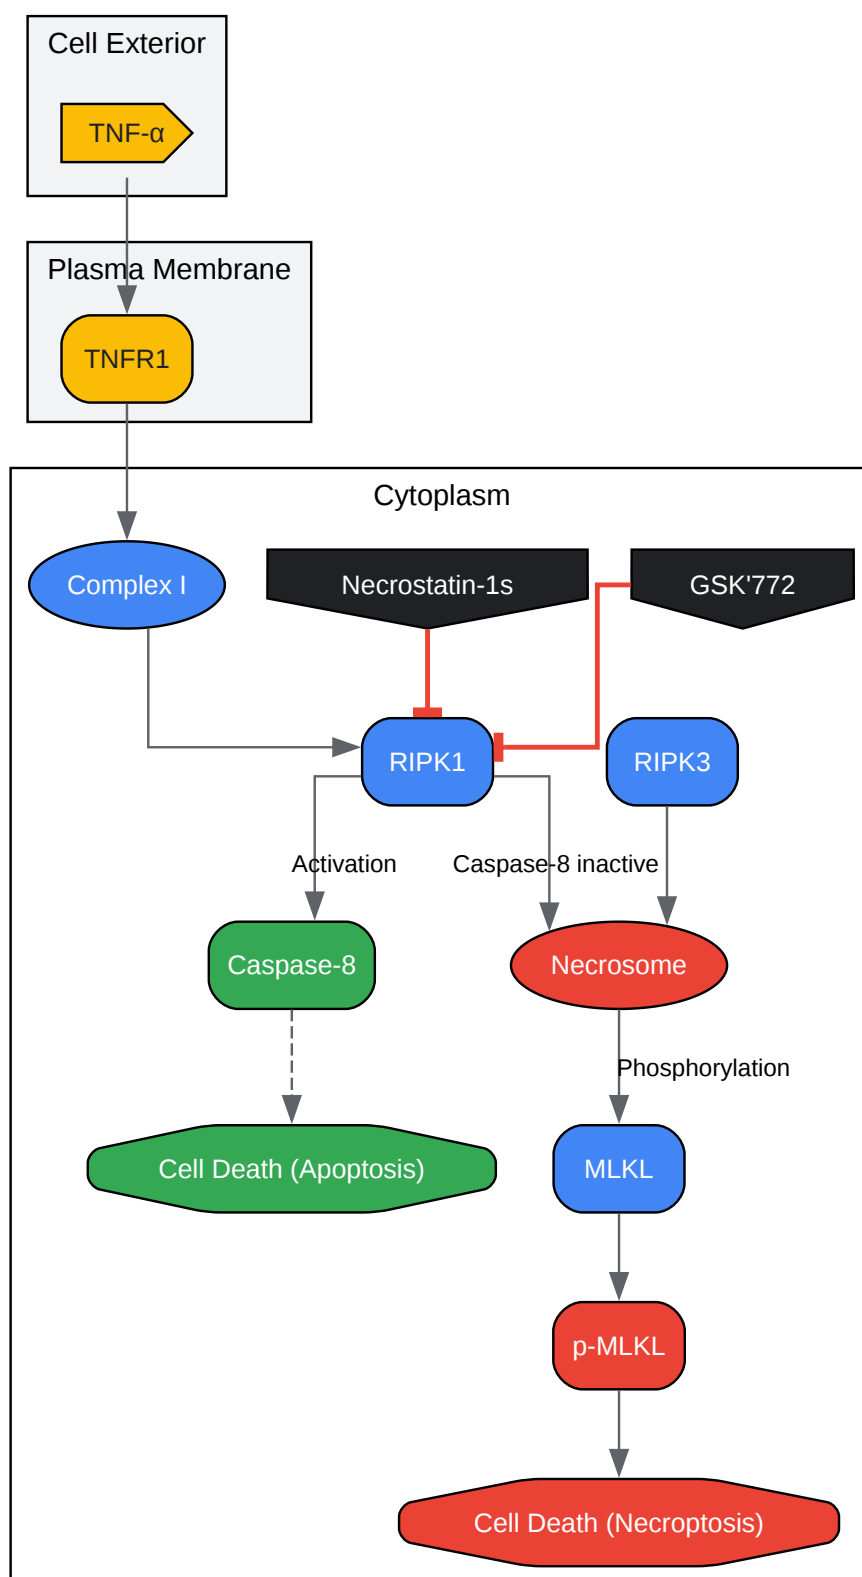 Cell Exterior
TNF-α
Plasma Membrane
TNFR1
Cytoplasm
Complex I
Necrostatin-1s
GSK'772
RIPK1
RIPK3
Activation
Caspase-8 inactive
Caspase-8
Necrosome
Phosphorylation
Cell Death (Apoptosis)
MLKL
p-MLKL
Cell Death (Necroptosis)